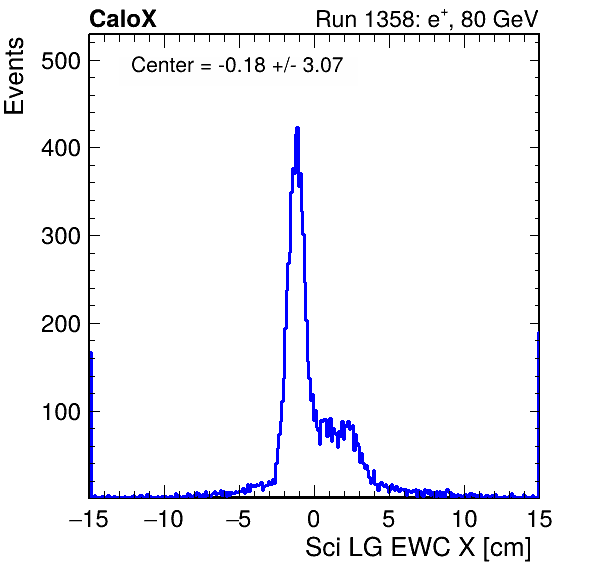 CaloX Run 1358: e+, 80 GeV
Center = -0.18 +/- 3.07
Events
500
400
300
200
100
−15 −10 −5 0 5 10 15
Sci LG EWC X [cm]